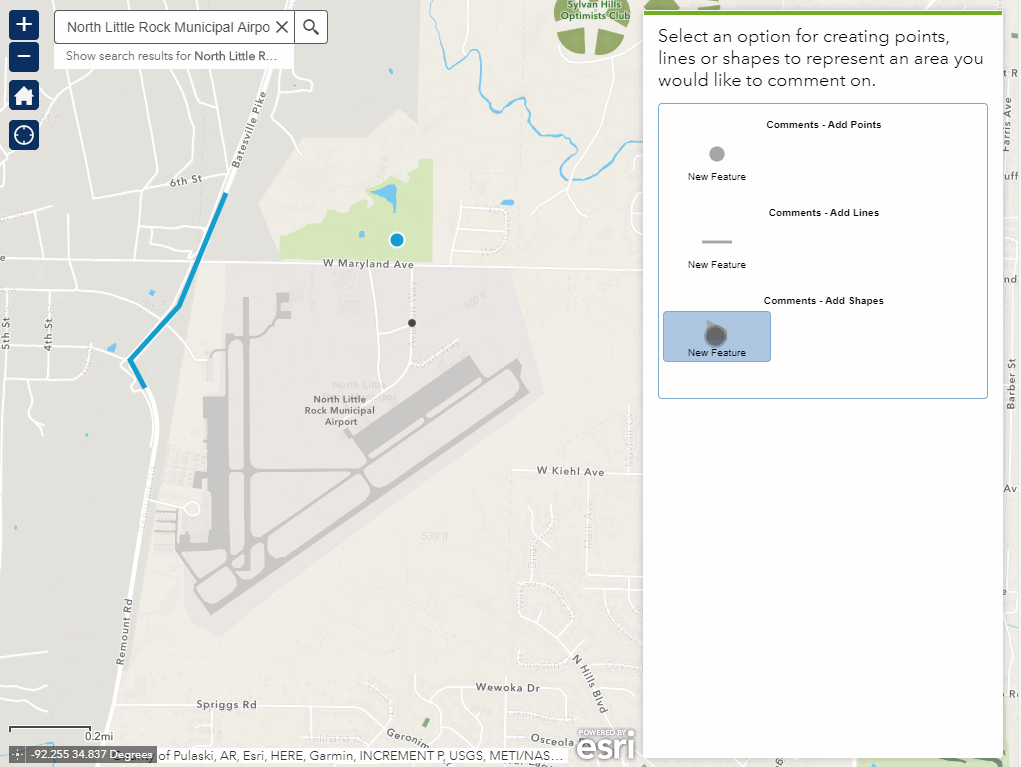 +
−
North Little Rock Municipal Airpo
Show search results for North Little R...
Sylvan Hills
Optimists Club
Batesville Pike
6th St
W Maryland Ave
5th St
4th St
North Little
Rock Municipal
Airport
W Kiehl Ave
539 ft
Remount Rd
N Hills Blvd
Wewoka Dr
Spriggs Rd
Osceola
Farris Ave
Barber St
Select an option for creating points,
lines or shapes to represent an area you
would like to comment on.
Comments - Add Points
New Feature
Comments - Add Lines
New Feature
Comments - Add Shapes
New Feature
0.2mi
-92.255 34.837 Degrees
of Pulaski, AR, Esri, HERE, Garmin, INCREMENT P, USGS, METI/NAS...
POWERED BY
esri